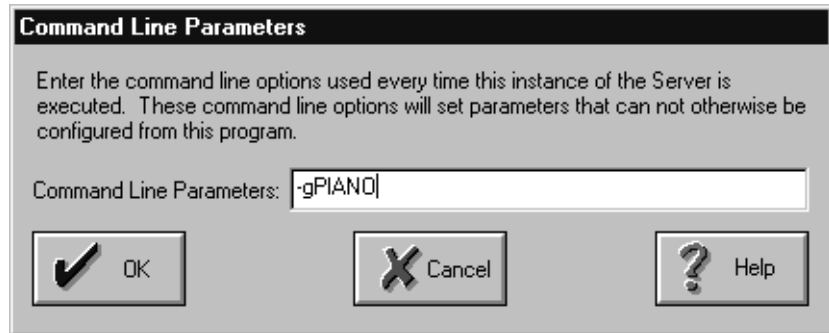 Command Line Parameters
Enter the command line options used every time this instance of the Server is
executed. These command line options will set parameters that can not otherwise be
configured from this program.
Command Line Parameters: -gPIANO
OK Cancel Help